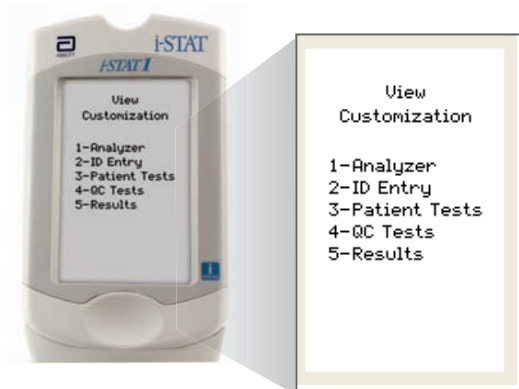 ABBOTT
i-STAT
i-STAT 1
View
Customization
1-Analyzer
2-ID Entry
3-Patient Tests
4-QC Tests
5-Results
i
View
Customization
1-Analyzer
2-ID Entry
3-Patient Tests
4-QC Tests
5-Results